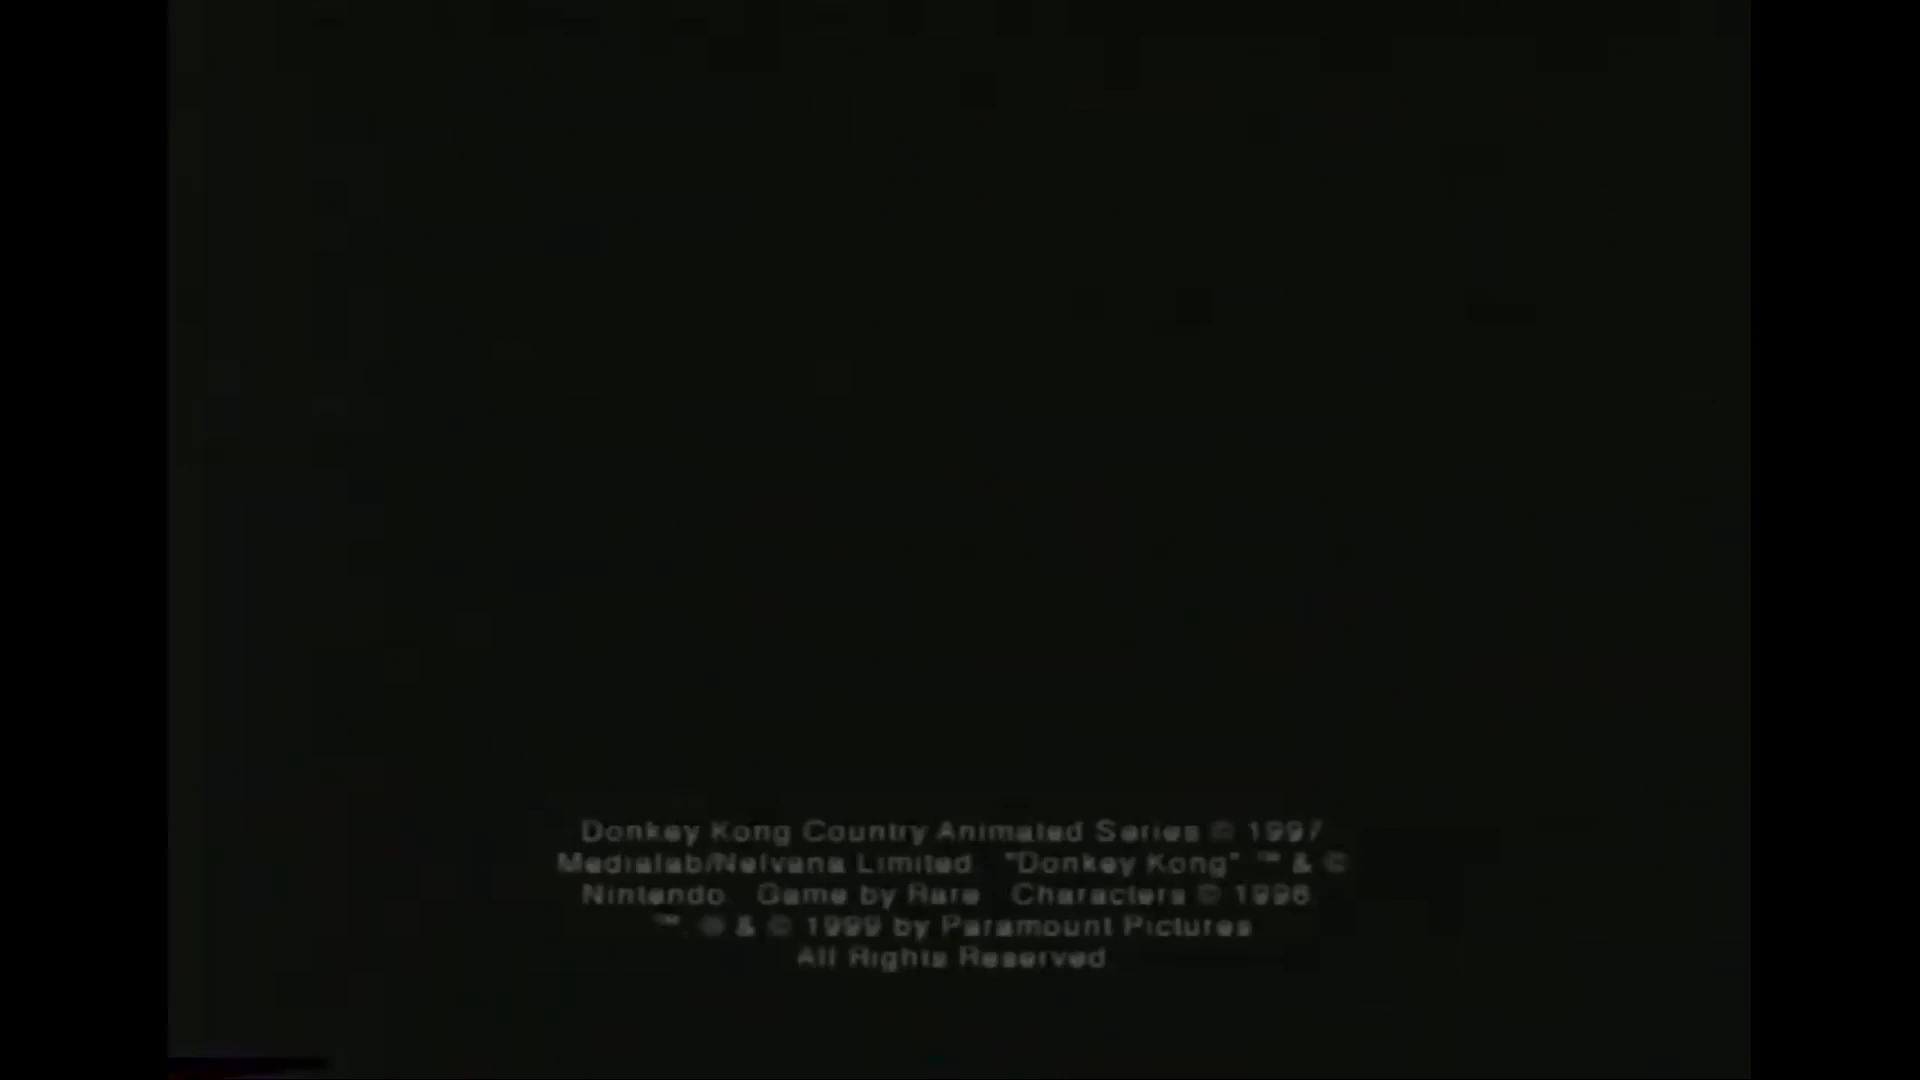 Donkey Kong Country Animated Series © 1997
Medialab/Nelvana Limited. "Donkey Kong" ™ & ©
Nintendo. Game by Rare. Characters © 1996.
™, ® & © 1999 by Paramount Pictures
All Rights Reserved